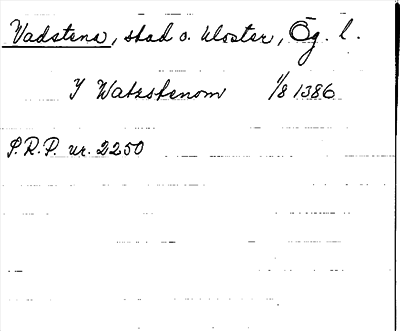 Vadstena, stad o. kloster, Ög. l.
I Watzstenom 1/8 1386
S.R.P. nr. 2250